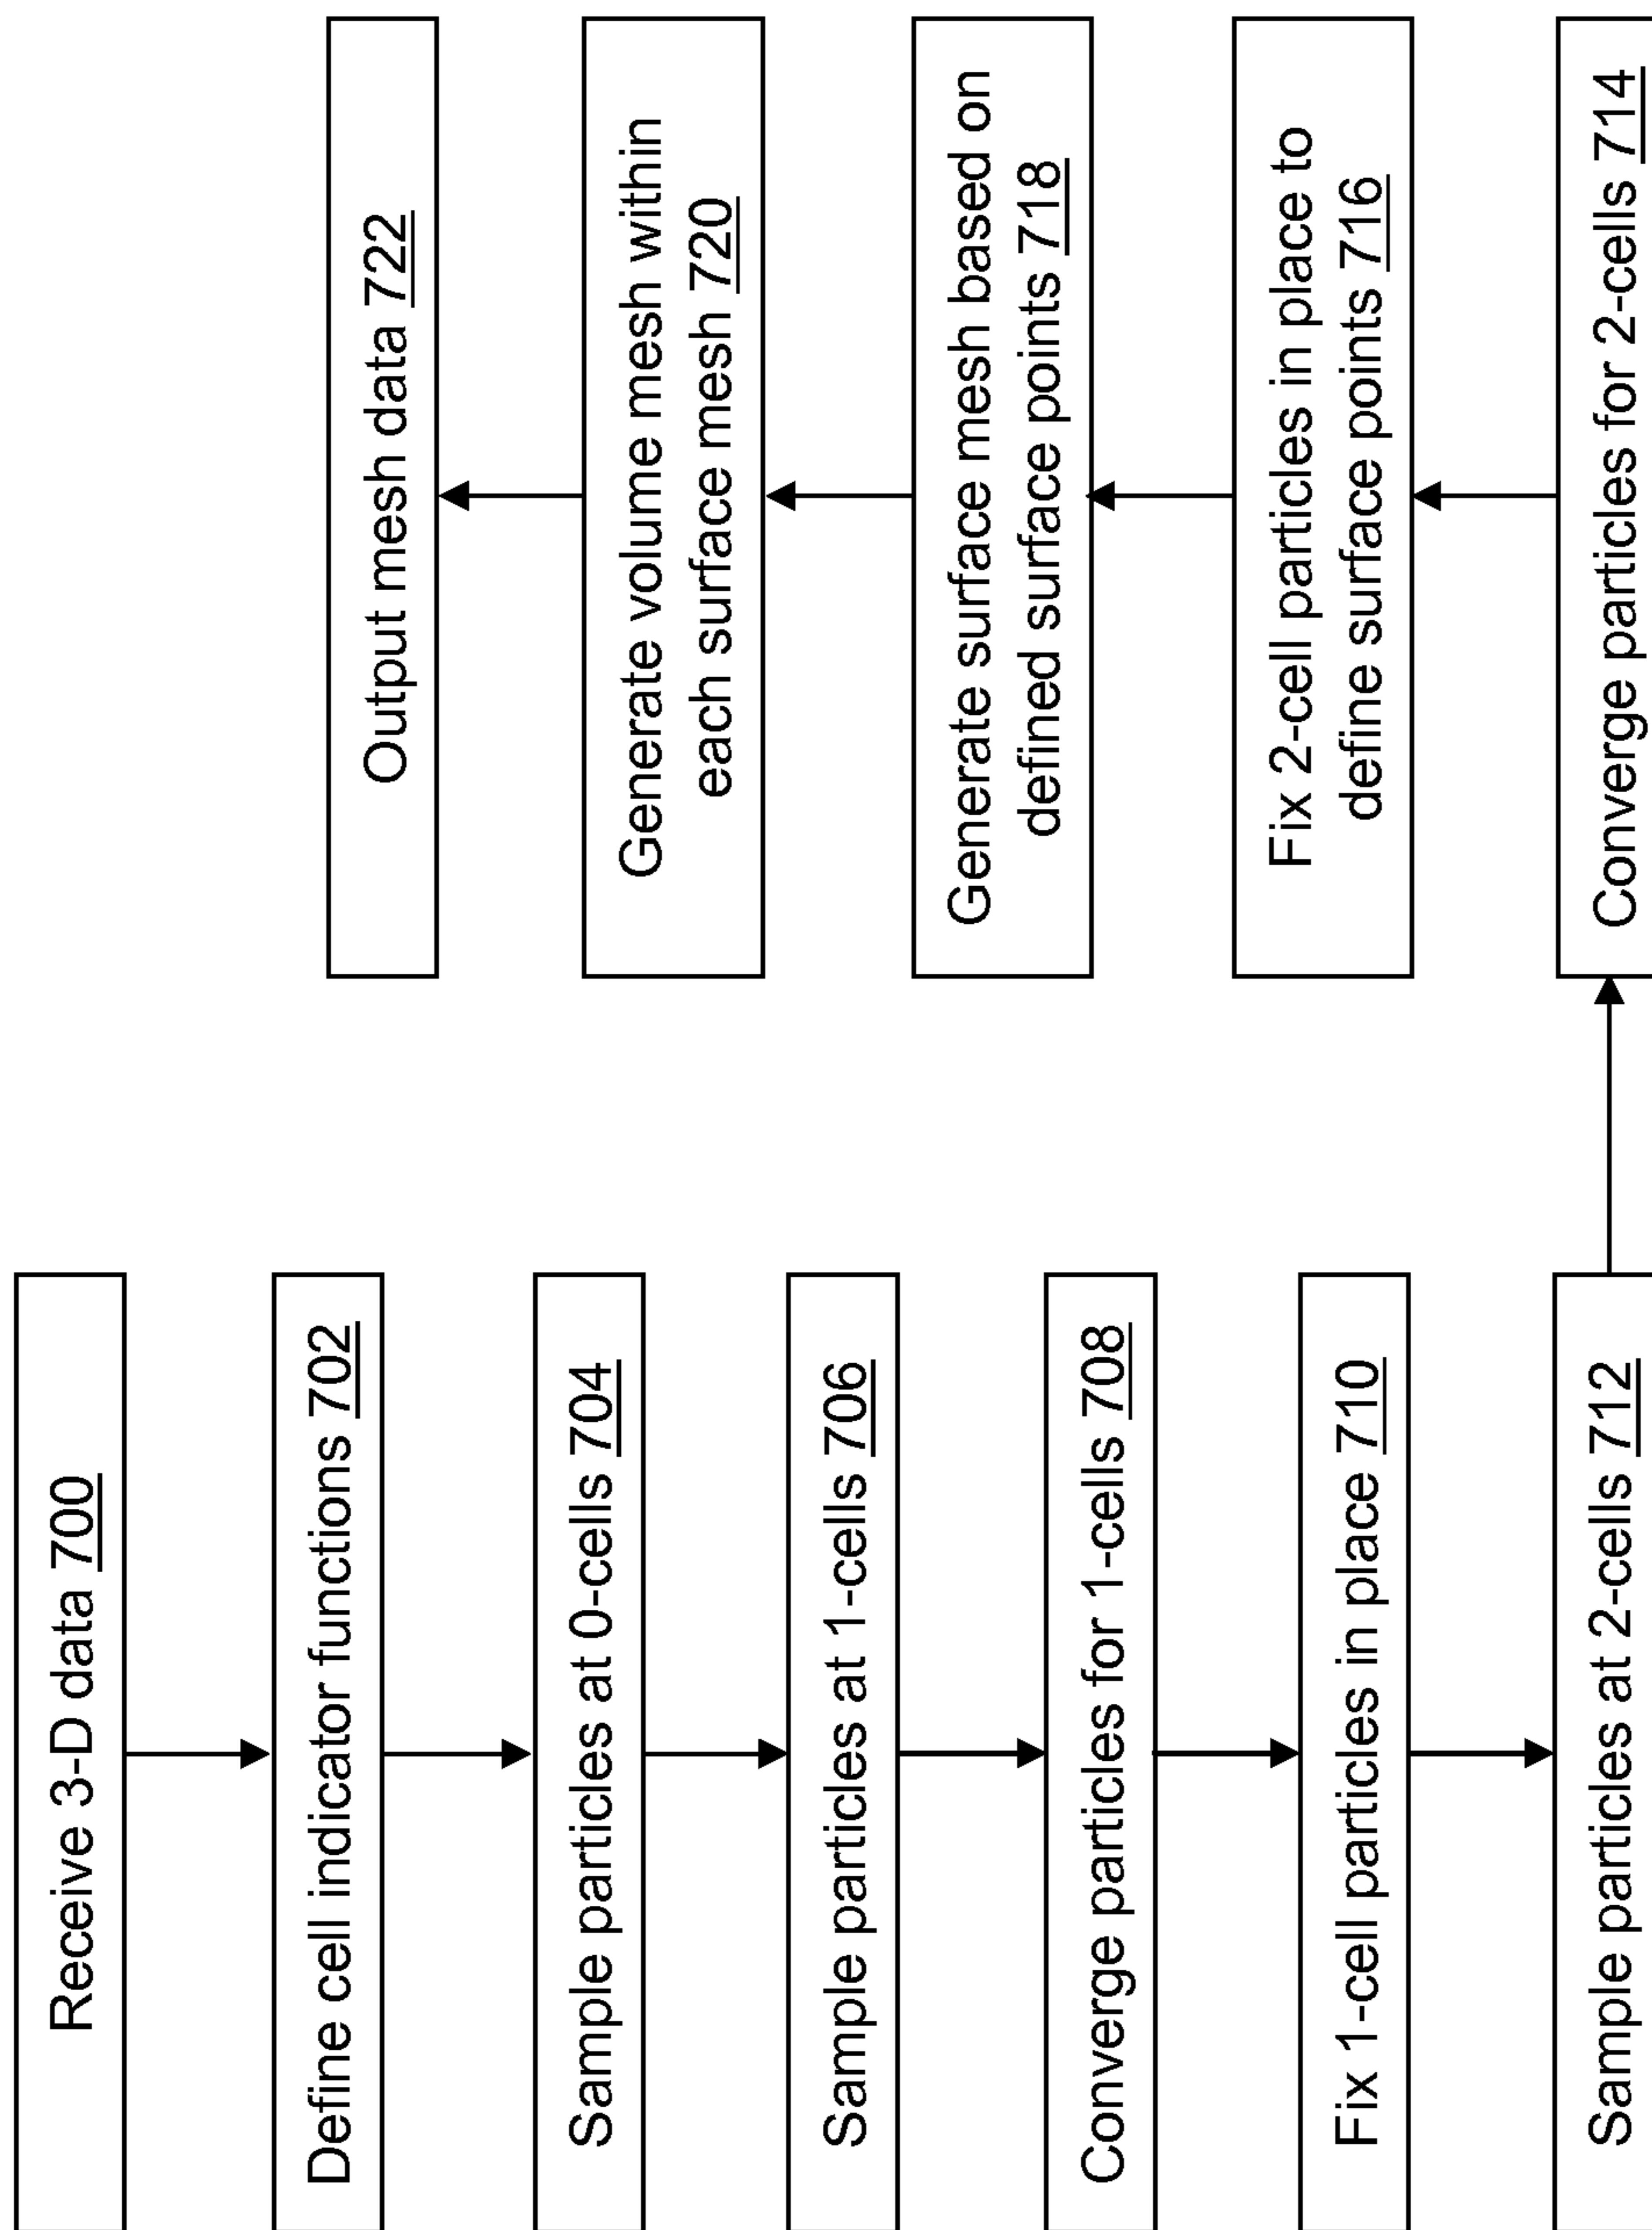 Receive 3-D data 700
Define cell indicator functions 702
Sample particles at 0-cells 704
Sample particles at 1-cells 706
Converge particles for 1-cells 708
Fix 1-cell particles in place 710
Sample particles at 2-cells 712
Converge particles for 2-cells 714
Fix 2-cell particles in place to
define surface points 716
Generate surface mesh based on
defined surface points 718
Generate volume mesh within
each surface mesh 720
Output mesh data 722